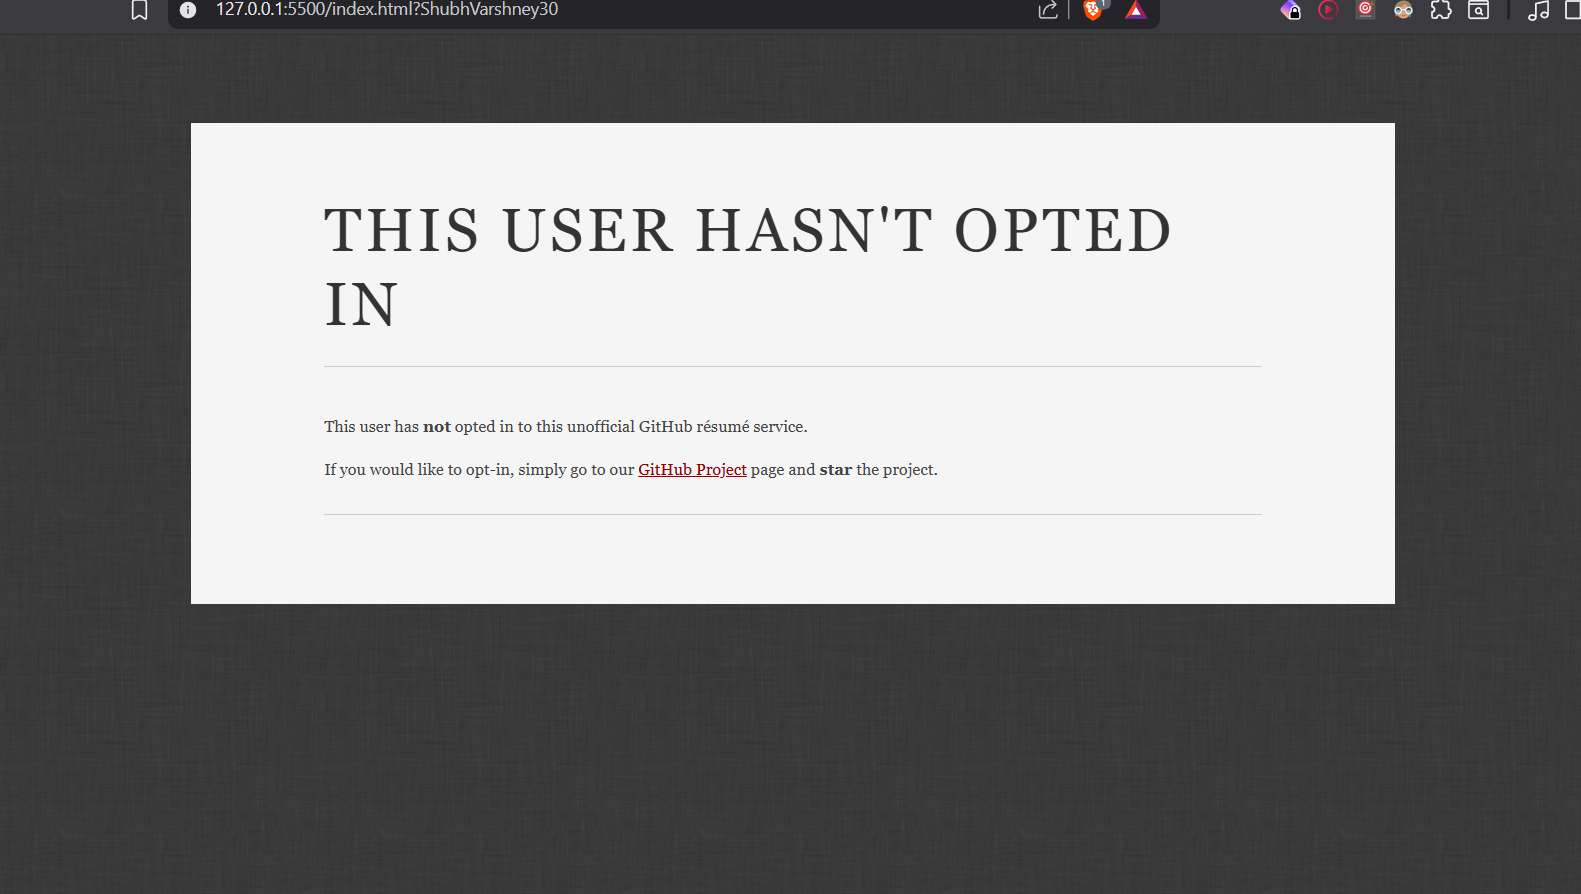 127.0.0.1:5500/index.html?ShubhVarshney30
1
THIS USER HASN'T OPTED
IN
This user has not opted in to this unofficial GitHub résumé service.
If you would like to opt-in, simply go to our GitHub Project page and star the project.